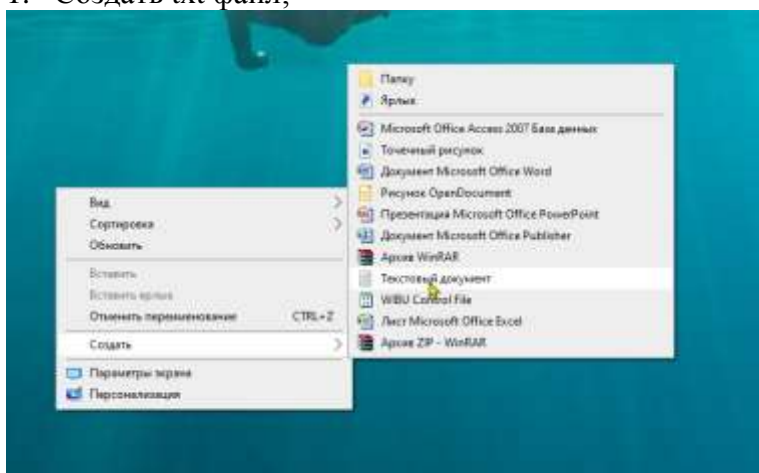 1. Создать txt файл;
Папку
Ярлык
Microsoft Office Access 2007 База данных
Точечный рисунок
Документ Microsoft Office Word
Рисунок OpenDocument
Презентация Microsoft Office PowerPoint
Документ Microsoft Office Publisher
Архив WinRAR
Текстовый документ
WIBU Control File
Лист Microsoft Office Excel
Архив ZIP - WinRAR
Вид
Сортировка
Обновить
Вставить
Вставить ярлык
Отменить переименование CTRL+Z
Создать
Параметры экрана
Персонализация